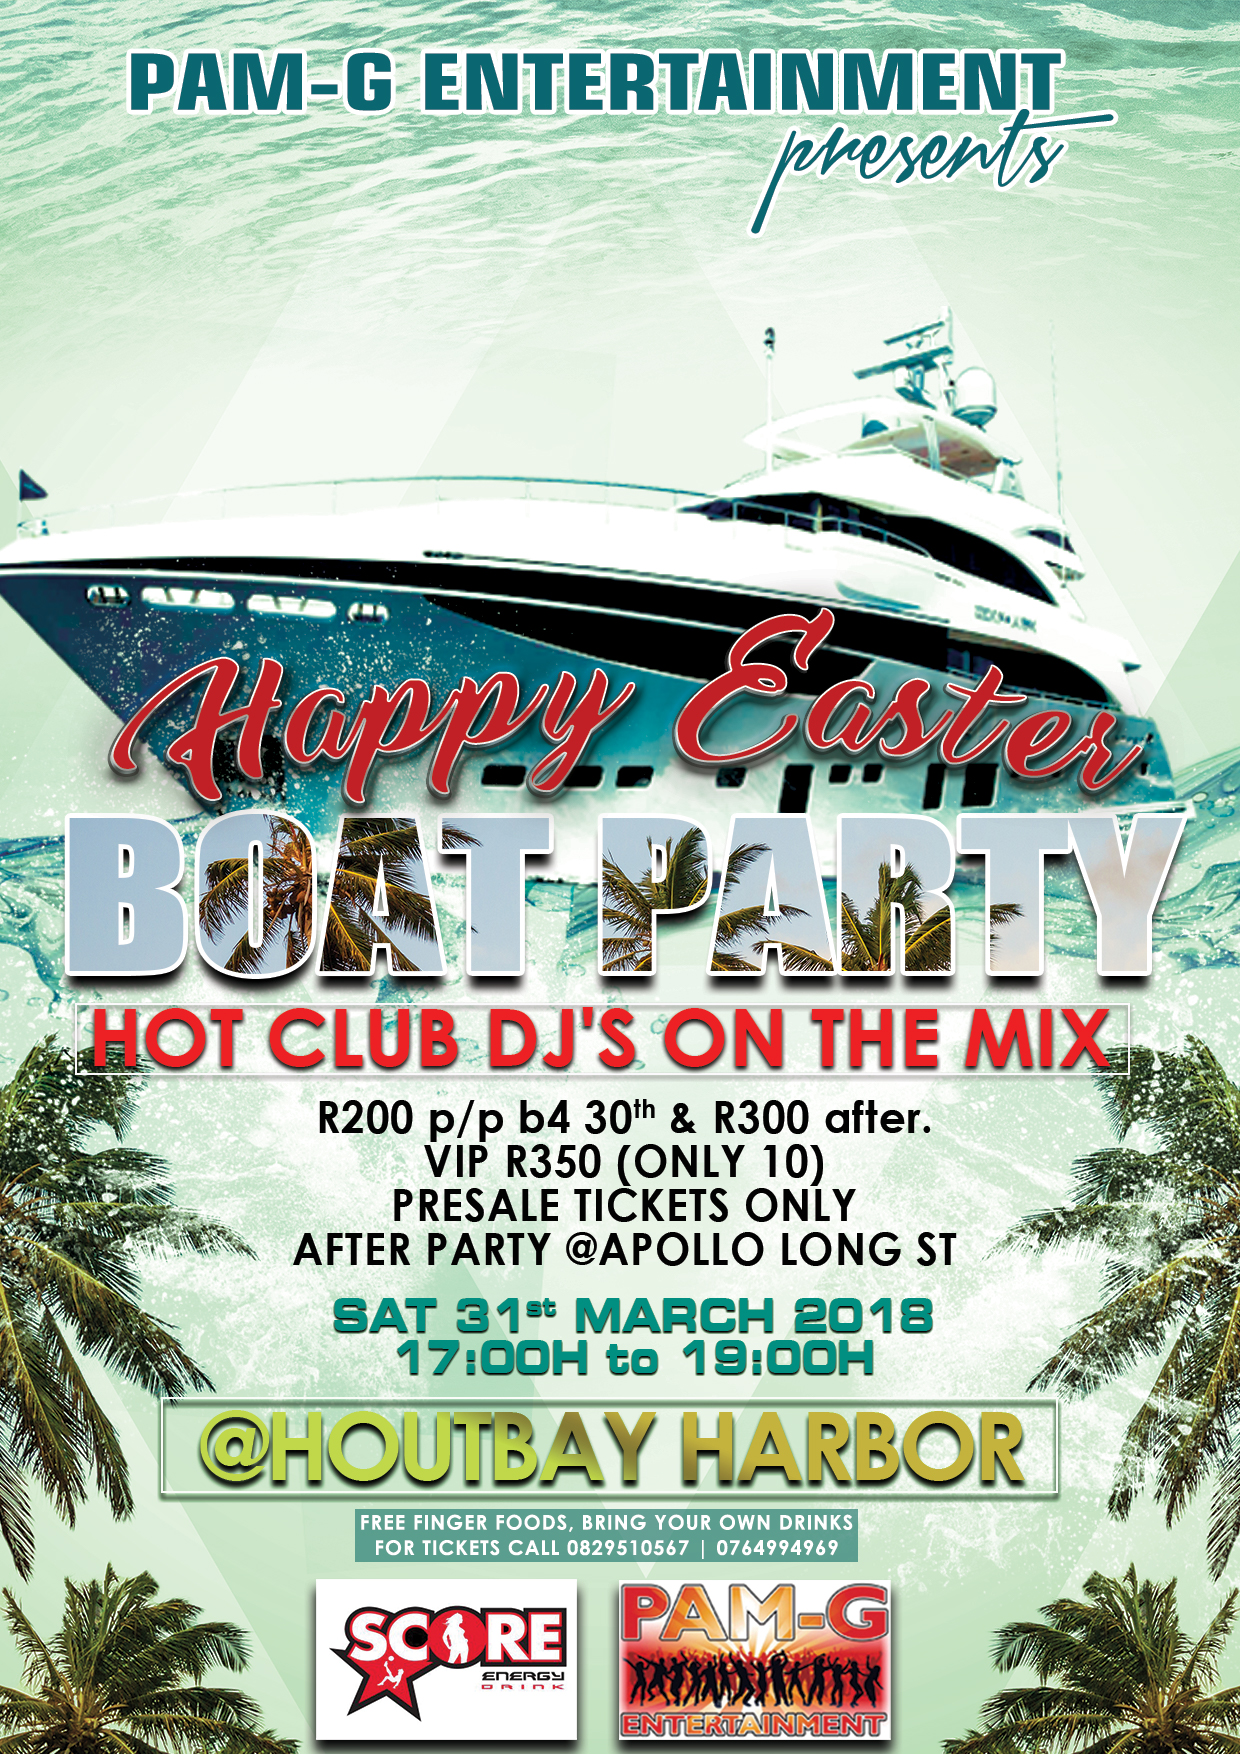 PAM-G ENTERTAINMENT
presents
Happy Easter
BOAT PARTY
HOT CLUB DJ'S ON THE MIX
R200 p/p b4 30th & R300 after.
VIP R350 (ONLY 10)
PRESALE TICKETS ONLY
AFTER PARTY @APOLLO LONG ST
SAT 31st MARCH 2018
17:00H to 19:00H
@HOUTBAY HARBOR
FREE FINGER FOODS, BRING YOUR OWN DRINKS
FOR TICKETS CALL 0829510567 | 0764994969
SCORE
ENERGY
DRINK
PAM-G
ENTERTAINMENT